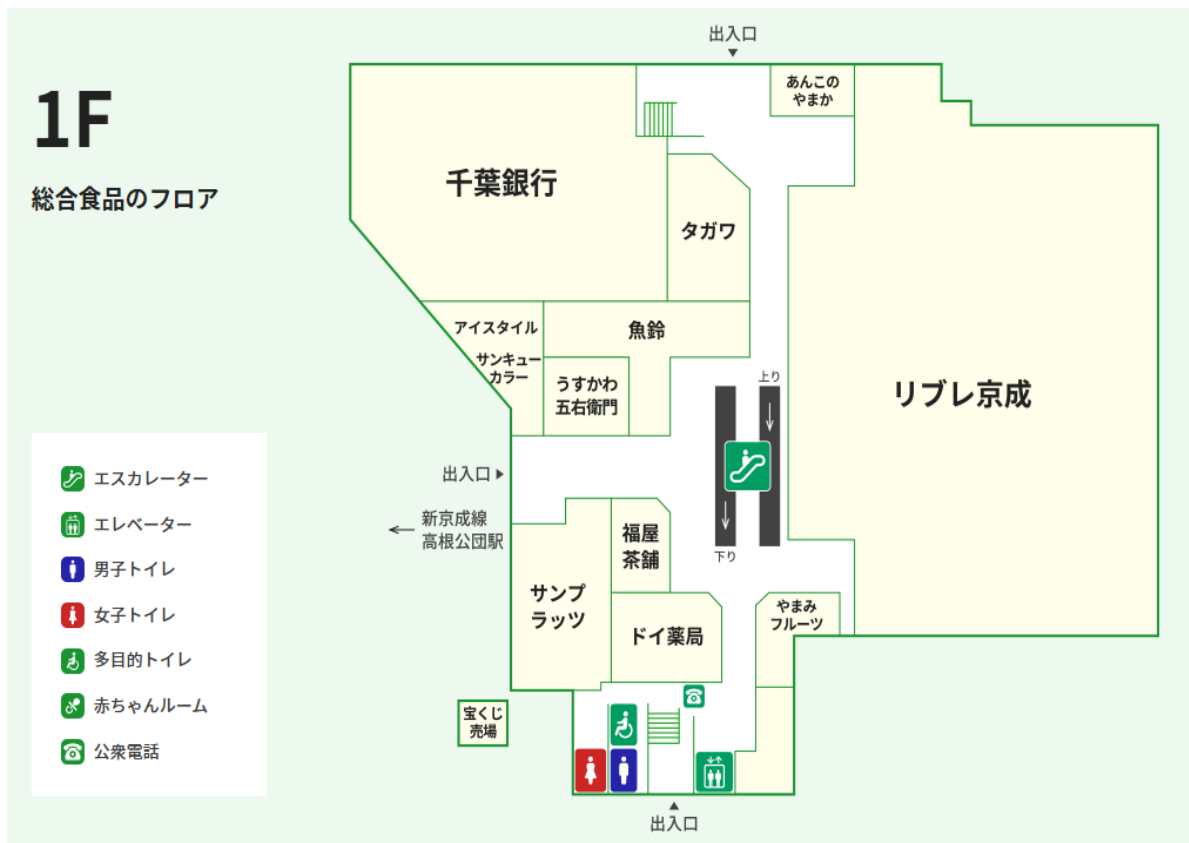 1F
総合食品のフロア
出入口
あんこの
やまか
千葉銀行
タガワ
アイスタイル
魚鈴
サンキュー
カラー
うすかわ
五右衛門
上り
リブレ京成
出入口
新京成線
高根公団駅
下り
福屋
茶舗
サンプ
ラッツ
ドイ薬局
やまみ
フルーツ
宝くじ
売場
出入口
エスカレーター
エレベーター
男子トイレ
女子トイレ
多目的トイレ
赤ちゃんルーム
公衆電話